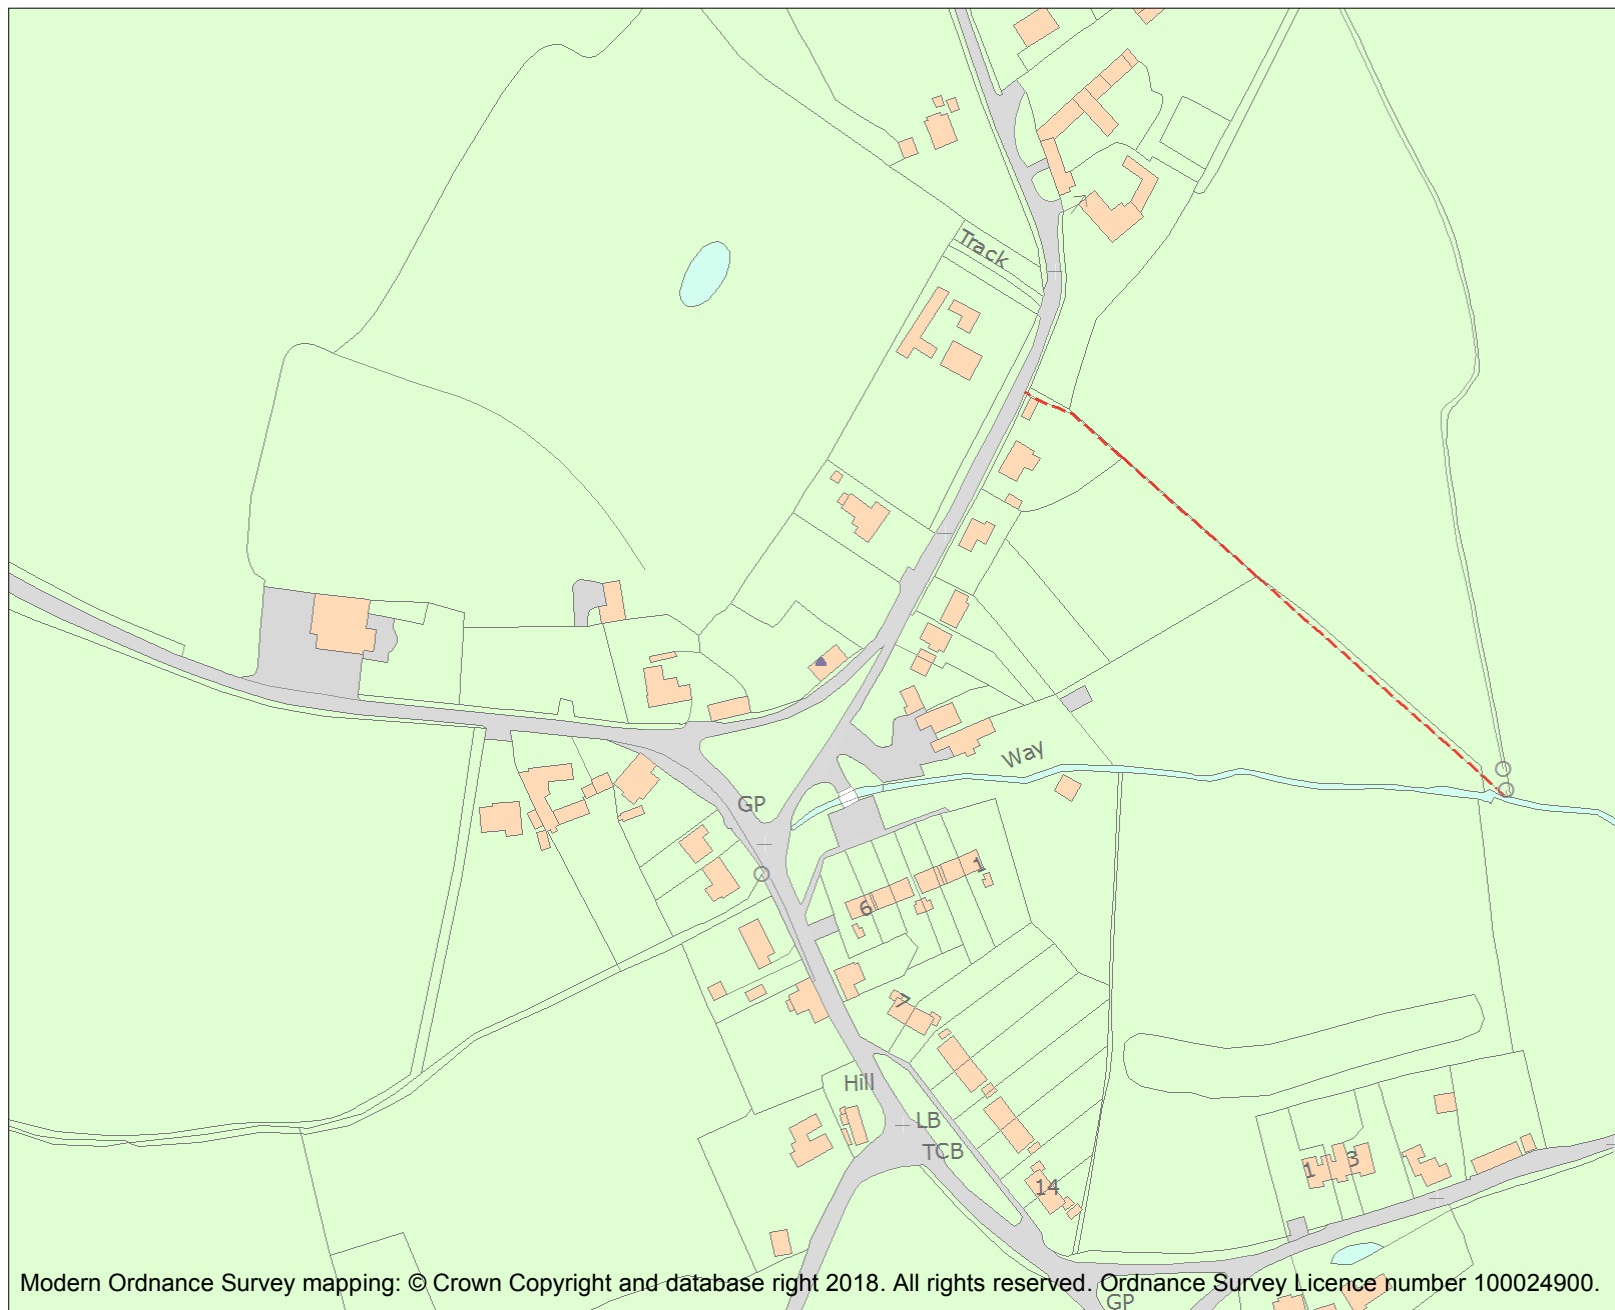 Track
Way
GP
1
6
7
Hill
LB
TCB
14
1
3
Modern Ordnance Survey mapping: © Crown Copyright and database right 2018. All rights reserved. Ordnance Survey Licence number 100024900.
GP